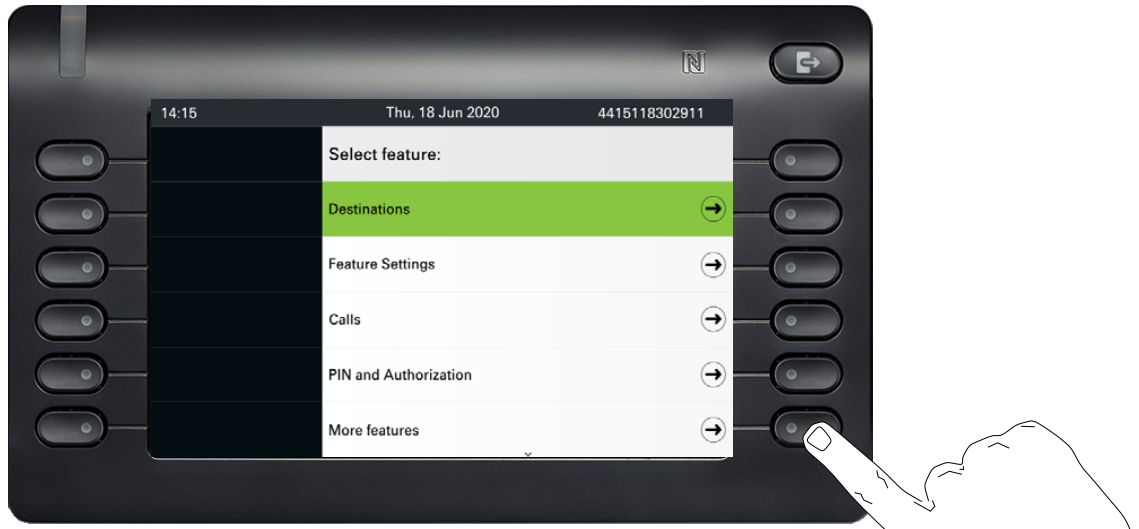 14:15 Thu, 18 Jun 2020 4415118302911
Select feature:
Destinations
Feature Settings
Calls
PIN and Authorization
More features